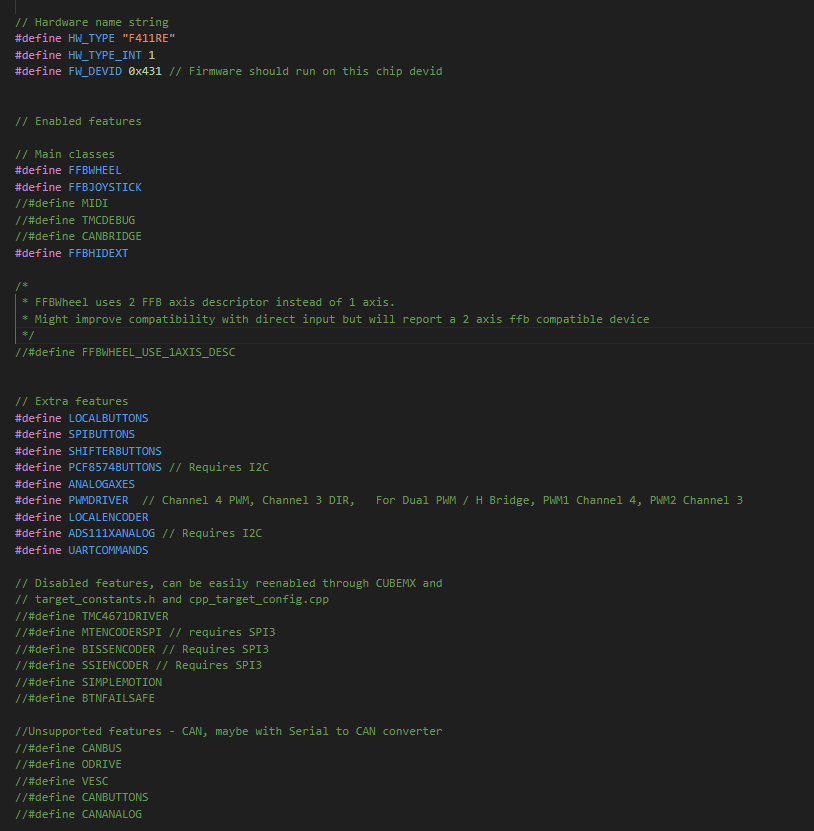 // Hardware name string
#define HW_TYPE "F411RE"
#define HW_TYPE_INT 1
#define FW_DEVID 0x431 // Firmware should run on this chip devid
// Enabled features
// Main classes
#define FFBWHEEL
#define FFBJOYSTICK
//#define MIDI
//#define TMCDEBUG
//#define CANBRIDGE
#define FFBHIDEXT
/*
* FFBWheel uses 2 FFB axis descriptor instead of 1 axis.
* Might improve compatibility with direct input but will report a 2 axis ffb compatible device
*/
//#define FFBWHEEL_USE_1AXIS_DESC
// Extra features
#define LOCALBUTTONS
#define SPIBUTTONS
#define SHIFTERBUTTONS
#define PCF8574BUTTONS // Requires I2C
#define ANALOGAXES
#define PWMDRIVER  // Channel 4 PWM, Channel 3 DIR,   For Dual PWM / H Bridge, PWM1 Channel 4, PWM2 Channel 3
#define LOCALENCODER
#define ADS111XANALOG // Requires I2C
#define UARTCOMMANDS
// Disabled features, can be easily reenabled through CUBEMX and
// target_constants.h and cpp_target_config.cpp
//#define TMC4671DRIVER
//#define MTENCODERSPI // requires SPI3
//#define BISSENCODER // Requires SPI3
//#define SSIENCODER // Requires SPI3
//#define SIMPLEMOTION
//#define BTNFAILSAFE
//Unsupported features - CAN, maybe with Serial to CAN converter
//#define CANBUS
//#define ODRIVE
//#define VESC
//#define CANBUTTONS
//#define CANANALOG